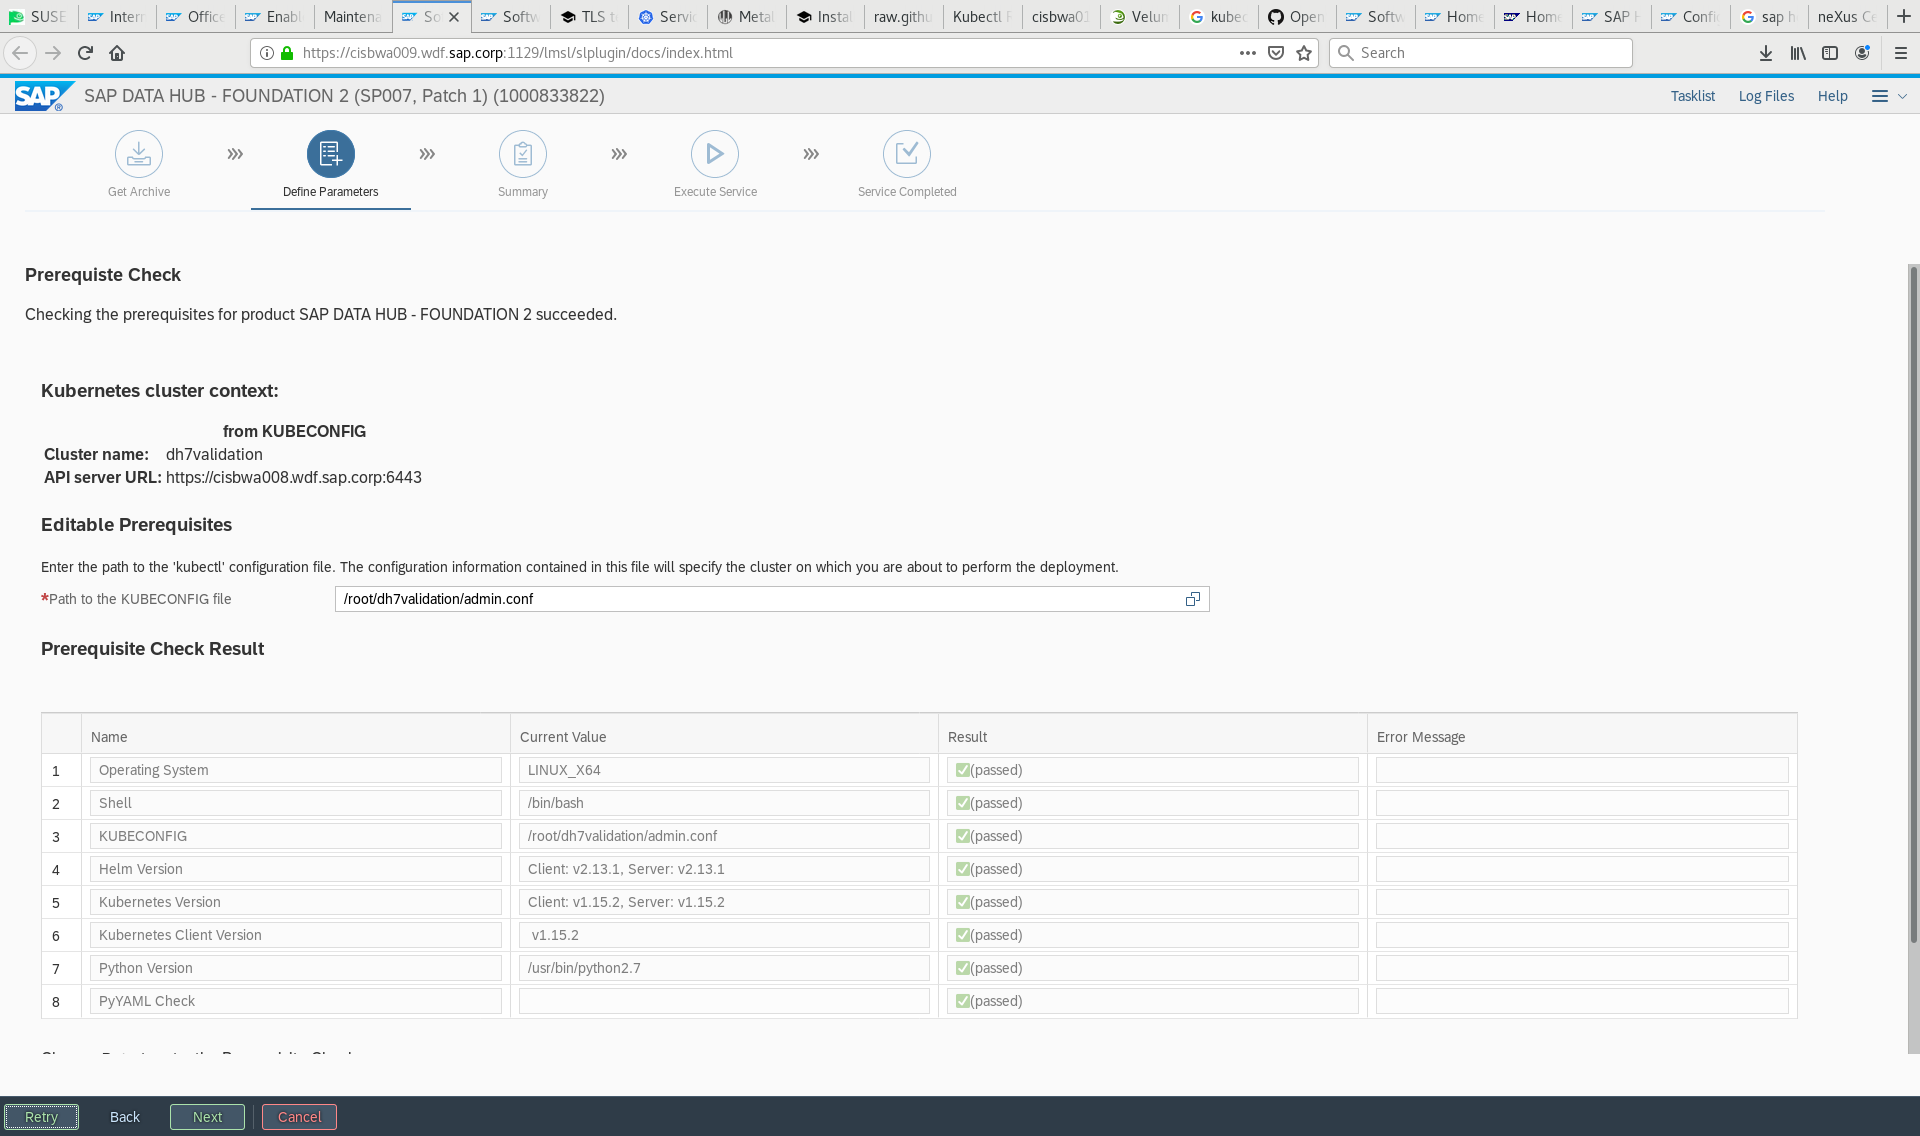 SUSE Intern Office Enabl Maintena So Softw TLS t Servic Metal Install raw.githu Kubectl cisbwa01 Velun kubec Open Softw Home Home SAP Confi sap h neXus Ce
https://cisbwa009.wdf.sap.corp:1129/lmsl/slplugin/docs/index.html
Search
SAP SAP DATA HUB - FOUNDATION 2 (SP007, Patch 1) (1000833822)
Tasklist Log Files Help
Get Archive Define Parameters Summary Execute Service Service Completed
Prerequiste Check
Checking the prerequisites for product SAP DATA HUB - FOUNDATION 2 succeeded.
Kubernetes cluster context:
from KUBECONFIG
Cluster name: dh7validation
API server URL: https://cisbwa008.wdf.sap.corp:6443
Editable Prerequisites
Enter the path to the 'kubectl' configuration file. The configuration information contained in this file will specify the cluster on which you are about to perform the deployment.
*Path to the KUBECONFIG file /root/dh7validation/admin.conf
Prerequisite Check Result
Name Current Value Result Error Message
1 Operating System LINUX_X64 ✅(passed)
2 Shell /bin/bash ✅(passed)
3 KUBECONFIG /root/dh7validation/admin.conf ✅(passed)
4 Helm Version Client: v2.13.1, Server: v2.13.1 ✅(passed)
5 Kubernetes Version Client: v1.15.2, Server: v1.15.2 ✅(passed)
6 Kubernetes Client Version v1.15.2 ✅(passed)
7 Python Version /usr/bin/python2.7 ✅(passed)
8 PyYAML Check ✅(passed)
Retry Back Next Cancel